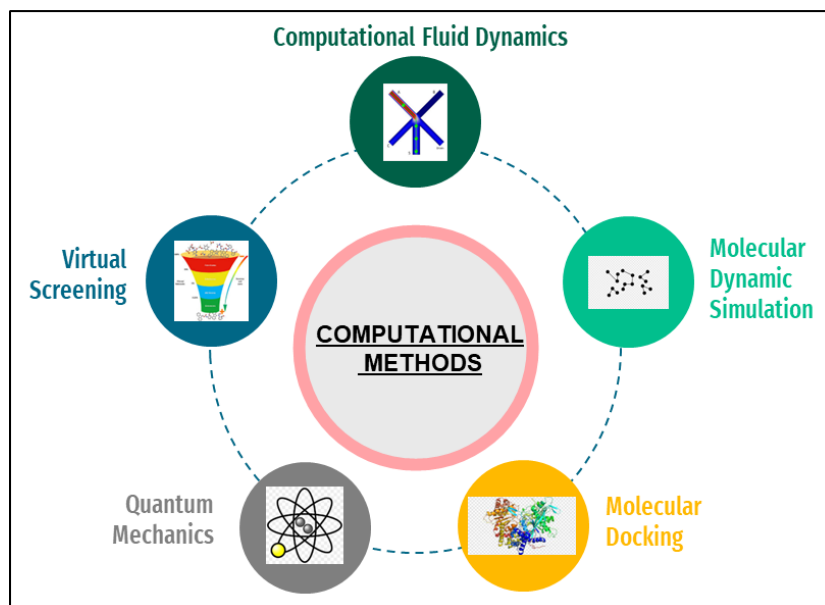 Computational Fluid Dynamics
Virtual
Screening
Molecular
Dynamic
Simulation
COMPUTATIONAL
METHODS
Quantum
Mechanics
Molecular
Docking